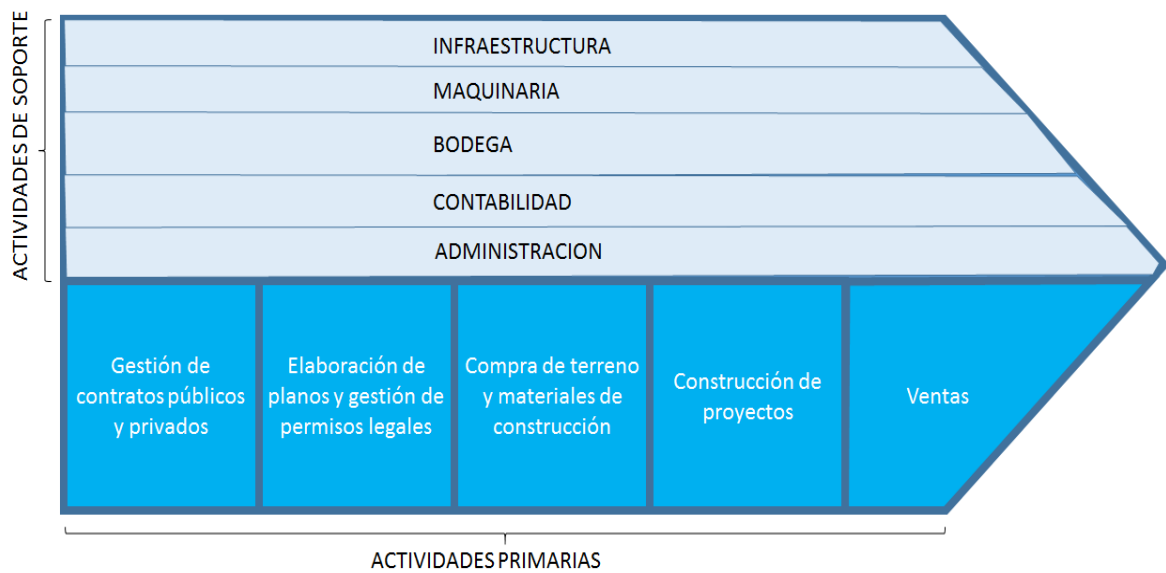 ACTIVIDADES DE SOPORTE
INFRAESTRUCTURA
MAQUINARIA
BODEGA
CONTABILIDAD
ADMINISTRACION
Gestión de
contratos públicos
y privados
Elaboración de
planos y gestión de
permisos legales
Compra de terreno
y materiales de
construcción
Construcción de
proyectos
Ventas
ACTIVIDADES PRIMARIAS